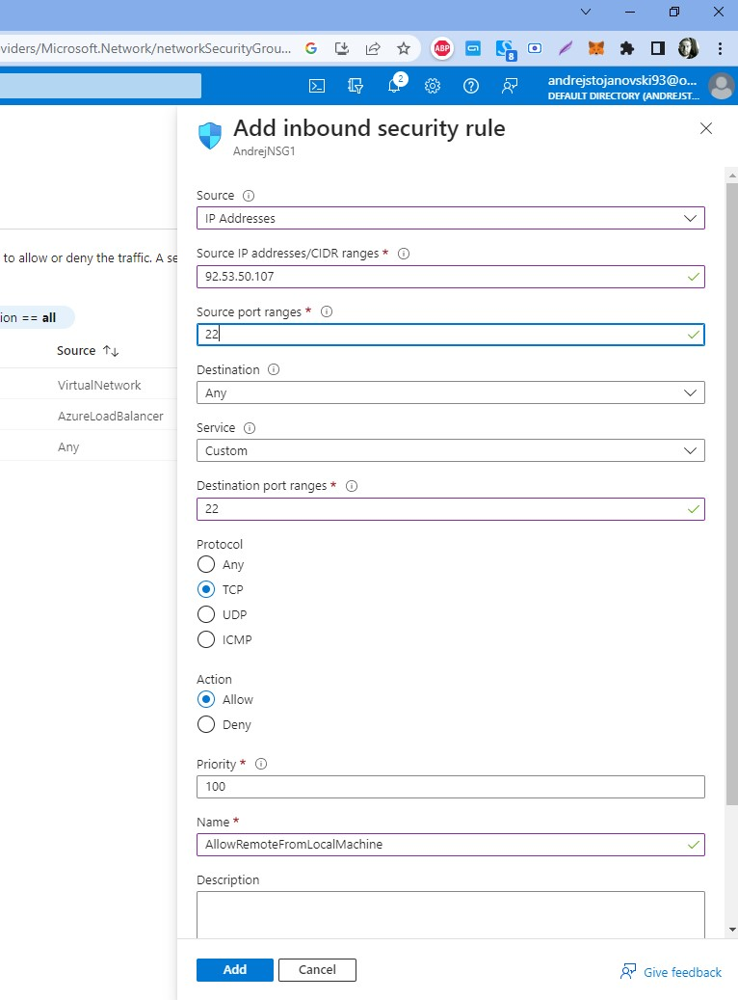 viders/Microsoft.Network/networkSecurityGrou...
ABP
8
2
andrejstojanovski93@o...
DEFAULT DIRECTORY (ANDREJST...
Add inbound security rule
AndrejNSG1
to allow or deny the traffic. A se
ion == all
Source
VirtualNetwork
AzureLoadBalancer
Any
Source
IP Addresses
Source IP addresses/CIDR ranges *
92.53.50.107
Source port ranges *
22
Destination
Any
Service
Custom
Destination port ranges *
22
Protocol
Any
TCP
UDP
ICMP
Action
Allow
Deny
Priority *
100
Name *
AllowRemoteFromLocalMachine
Description
Add
Cancel
Give feedback